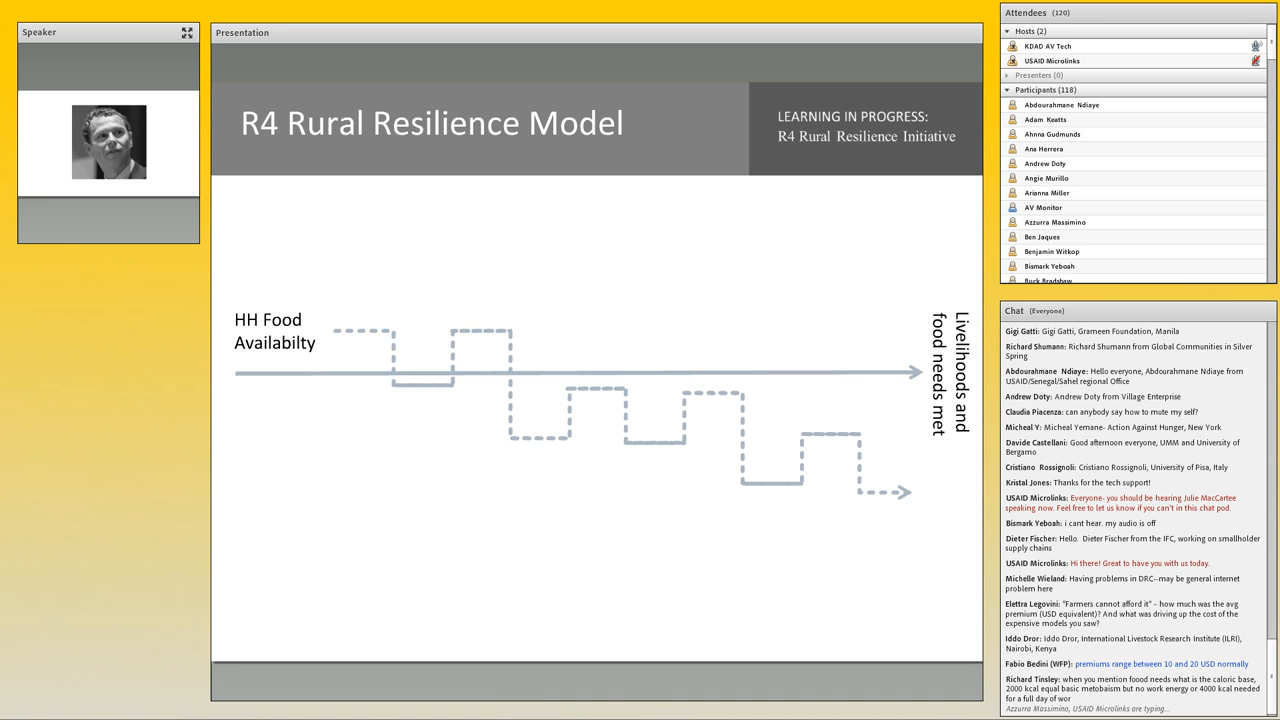 Speaker
Presentation
R4 Rural Resilience Model
LEARNING IN PROGRESS:
R4 Rural Resilience Initiative
HH Food
Availabilty
Livelihoods and
food needs met
Attendees (120)
Hosts (2)
KDAD AV Tech
USAID Microlinks
Presenters (0)
Participants (118)
Abdourahmane Ndiaye
Adam Keatts
Ahnna Gudmunds
Ana Herrera
Andrew Doty
Angie Murillo
Arianna Miller
AV Monitor
Azzurra Massimino
Ben Jaques
Benjamin Witkop
Bismark Yeboah
Buck Bradshaw
Chat (Everyone)
Gigi Gatti: Gigi Gatti, Grameen Foundation, Manila
Richard Shumann: Richard Shumann from Global Communities in Silver
Spring
Abdourahmane Ndiaye: Hello everyone, Abdourahmane Ndiaye from
USAID/Senegal/Sahel regional Office
Andrew Doty: Andrew Doty from Village Enterprise
Claudia Piacenza: can anybody say how to mute my self?
Micheal Y: Micheal Yemane- Action Against Hunger, New York
Davide Castellani: Good afternoon everyone, UMM and University of
Bergamo
Cristiano Rossignoli: Cristiano Rossignoli, University of Pisa, Italy
Kristal Jones: Thanks for the tech support!
USAID Microlinks: Everyone- you should be hearing Julie MacCartee
speaking now. Feel free to let us know if you can't in this chat pod.
Bismark Yeboah: i cant hear. my audio is off
Dieter Fischer: Hello. Dieter Fischer from the IFC, working on smallholder
supply chains
USAID Microlinks: Hi there! Great to have you with us today.
Michelle Wieland: Having problems in DRC--may be general internet
problem here
Elettra Legovini: "Farmers cannot afford it" - how much was the avg
premium (USD equivalent)? And what was driving up the cost of the
expensive models you saw?
Iddo Dror: Iddo Dror, International Livestock Research Institute (ILRI),
Nairobi, Kenya
Fabio Bedini (WFP): premiums range between 10 and 20 USD normally
Richard Tinsley: when you mention foood needs what is the caloric base,
2000 kcal equal basic metobaism but no work energy or 4000 kcal needed
for a full day of wor
Azzurra Massimino, USAID Microlinks are typing...